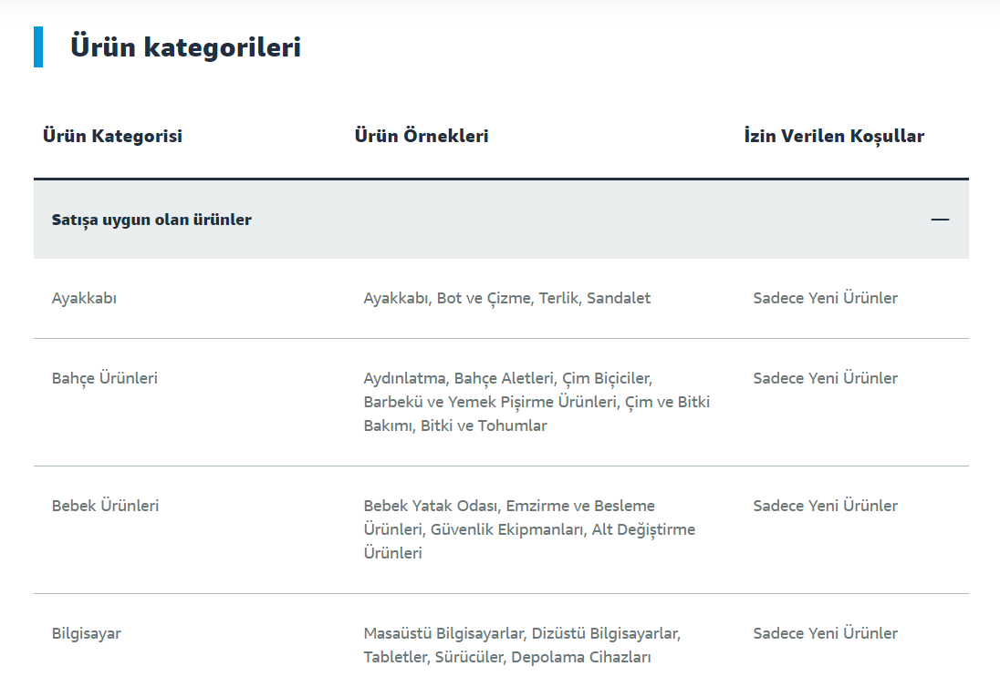 Ürün kategorileri
Ürün Kategorisi Ürün Örnekleri İzin Verilen Koşullar
Satışa uygun olan ürünler
Ayakkabı Ayakkabı, Bot ve Çizme, Terlik, Sandalet Sadece Yeni Ürünler
Bahçe Ürünleri Aydınlatma, Bahçe Aletleri, Çim Biçiciler, Sadece Yeni Ürünler
Barbekü ve Yemek Pişirme Ürünleri, Çim ve Bitki
Bakımı, Bitki ve Tohumlar
Bebek Ürünleri Bebek Yatak Odası, Emzirme ve Besleme Sadece Yeni Ürünler
Ürünleri, Güvenlik Ekipmanları, Alt Değiştirme
Ürünleri
Bilgisayar Masaüstü Bilgisayarlar, Dizüstü Bilgisayarlar, Sadece Yeni Ürünler
Tabletler, Sürücüler, Depolama Cihazları